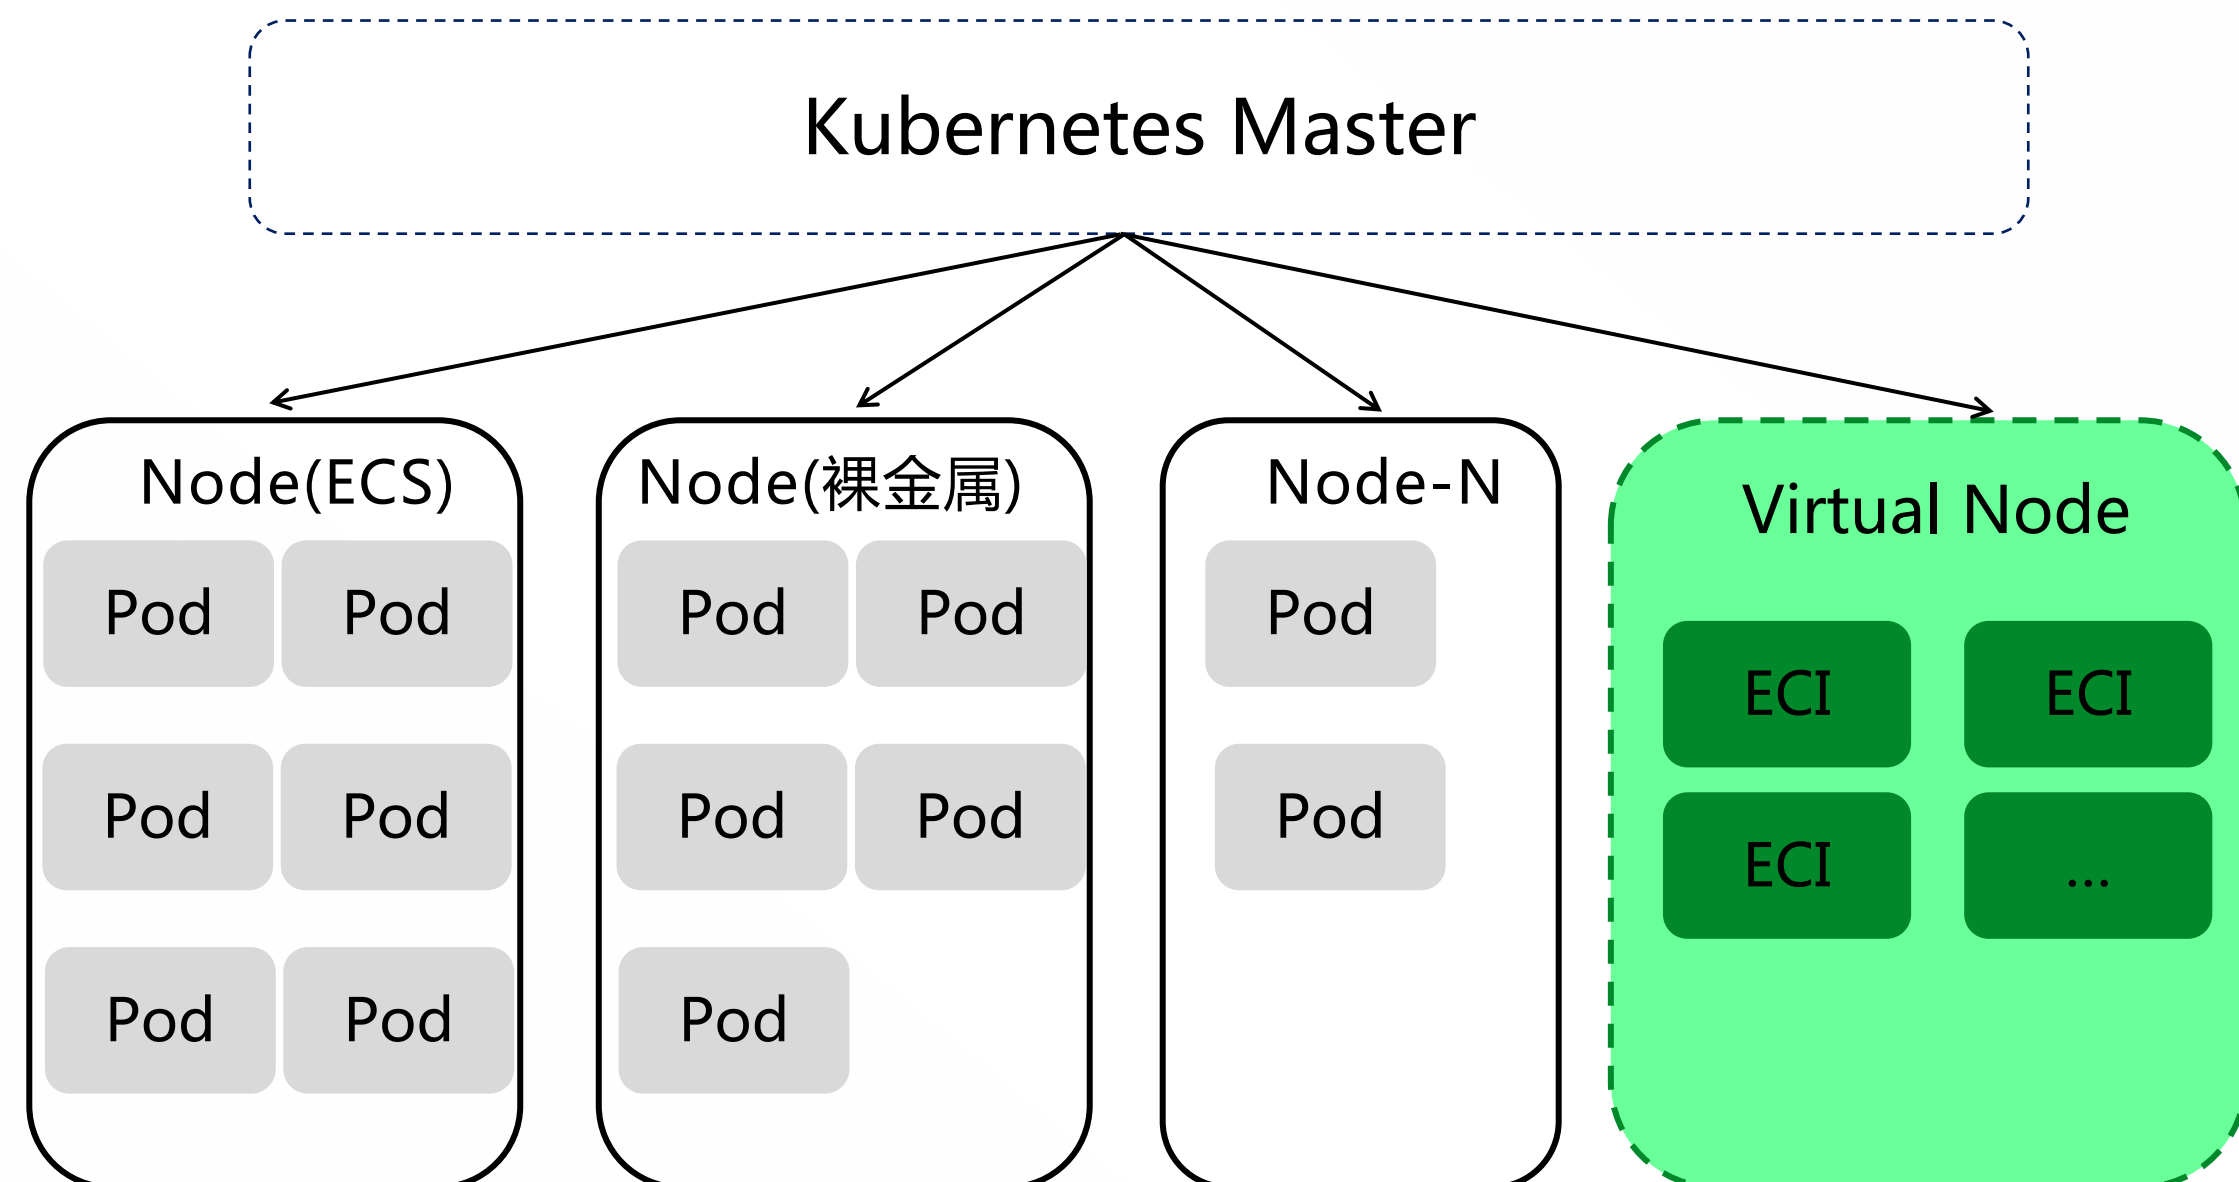 Kubernetes Master
Node(ECS)
Pod
Pod
Pod
Pod
Pod
Pod
Node(裸金属)
Pod
Pod
Pod
Pod
Pod
Node-N
Pod
Pod
Virtual Node
ECI
ECI
ECI
...